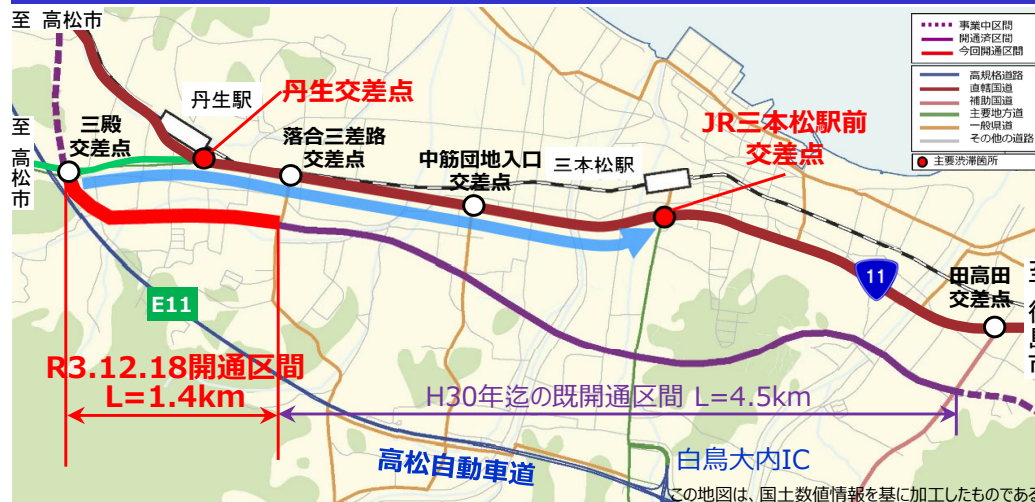 至 高松市
事業中区間
開通済区間
今回開通区間
高規格道路
直轄国道
補助国道
主要地方道
一般県道
その他の道路
主要渋滞箇所
丹生駅
丹生交差点
至 高松市
三殿
交差点
落合三差路
交差点
中筋団地入口
交差点
三本松駅
JR三本松駅前
交差点
11
田高田
交差点
至 徳島市
E11
R3.12.18開通区間
L=1.4km
H30年迄の既開通区間 L=4.5km
高松自動車道
白鳥大内IC
この地図は、国土数値情報を基に加工したものであ